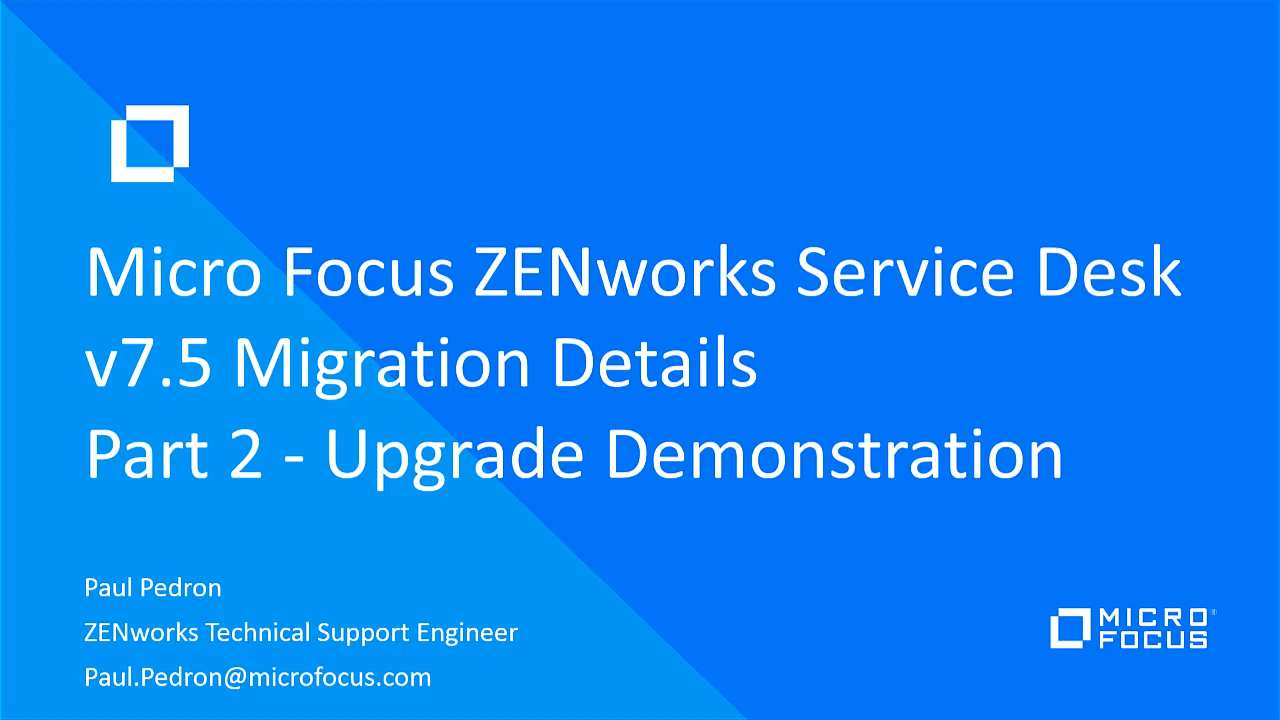 Micro Focus ZENworks Service Desk
v7.5 Migration Details
Part 2 - Upgrade Demonstration
Paul Pedron
ZENworks Technical Support Engineer
Paul.Pedron@microfocus.com
MICRO
FOCUS